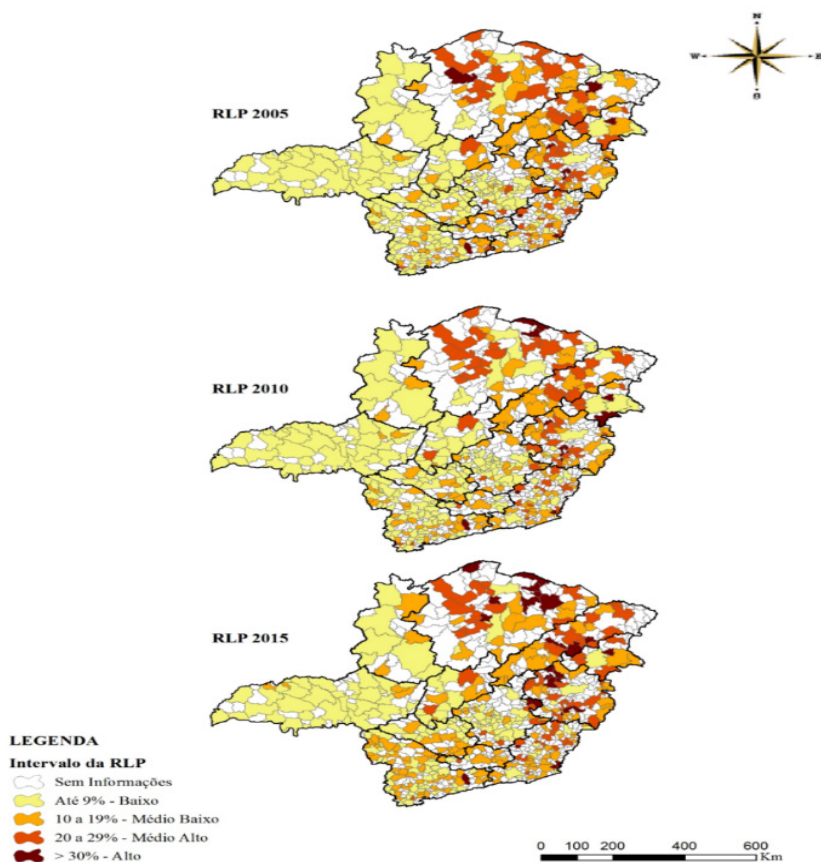 N
W
E
S
RLP 2005
RLP 2010
RLP 2015
LEGENDA
Intervalo da RLP
Sem Informações
Até 9% - Baixo
10 a 19% - Médio Baixo
20 a 29% - Médio Alto
> 30% - Alto
0 100 200 400 600
Km